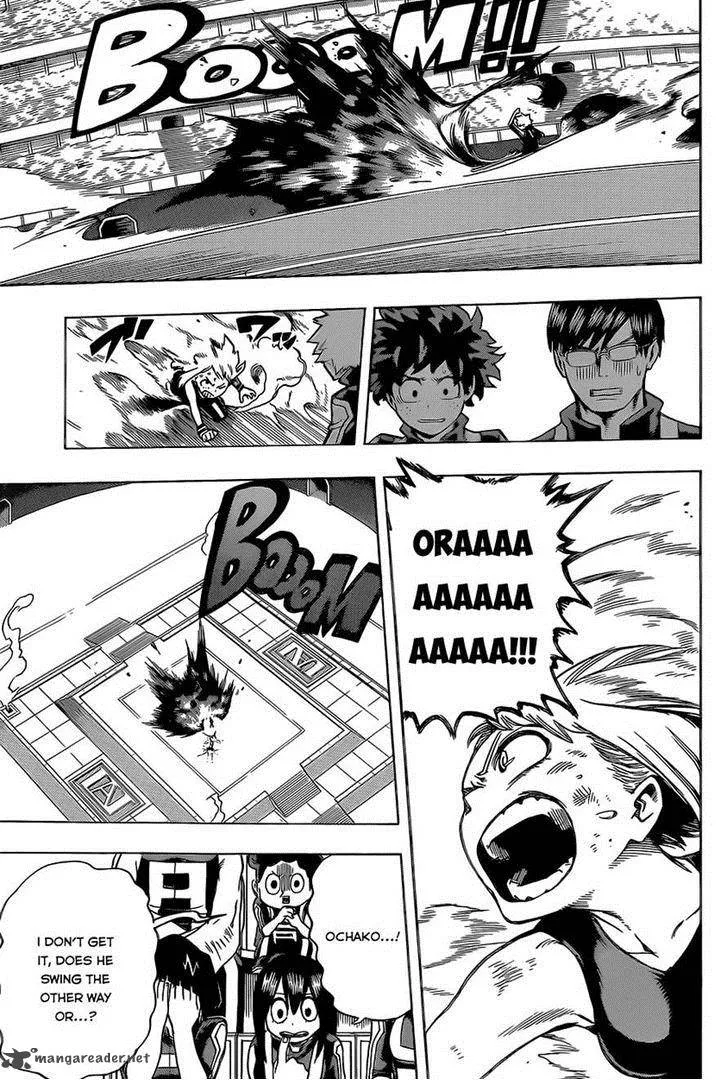 BOOOM!!
ORAAAA
AAAAAA
AAAAA!!!
BOOOM
OCHAKO...!
I DON'T GET
IT, DOES HE
SWING THE
OTHER WAY
OR...?
mangareader.net